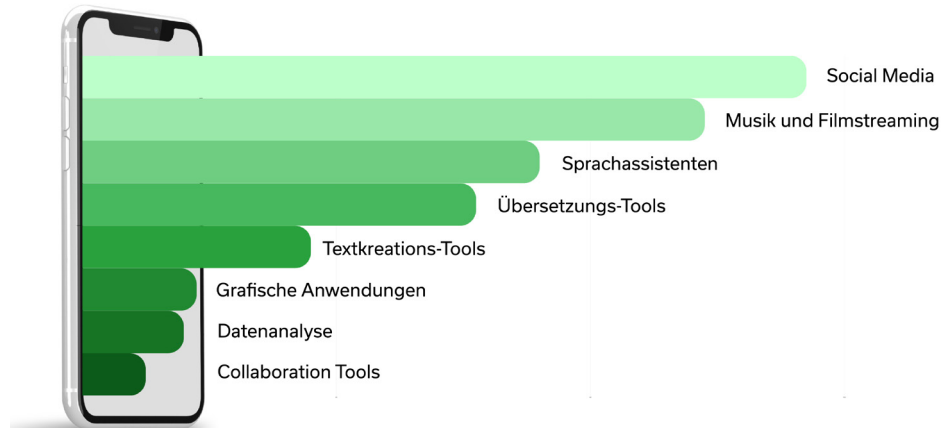 Social Media
Musik und Filmstreaming
Sprachassistenten
Übersetzungs-Tools
Textkreations-Tools
Grafische Anwendungen
Datenanalyse
Collaboration Tools